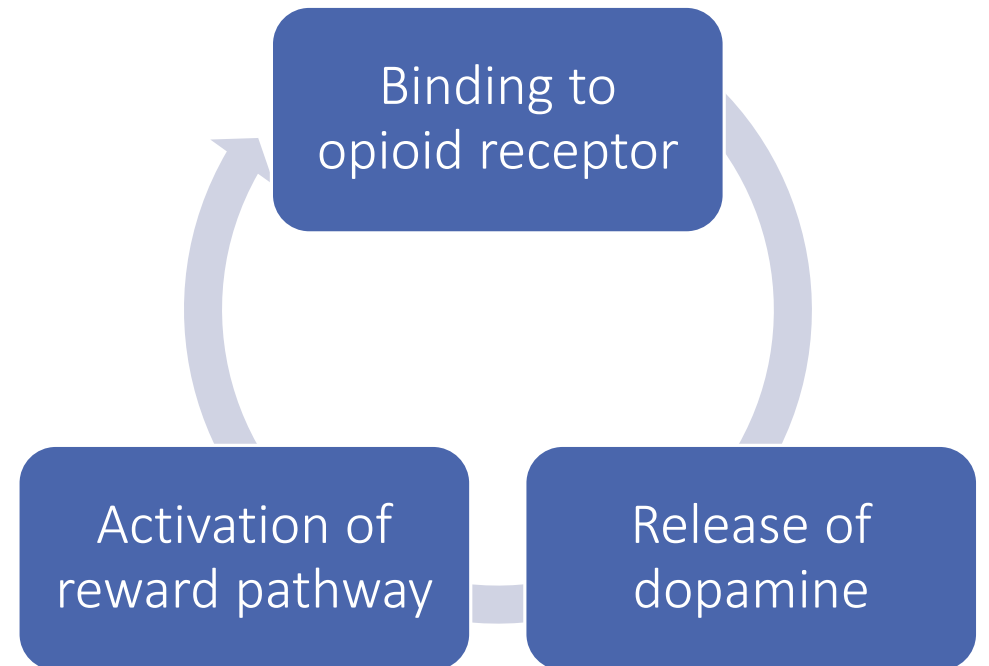 Binding to
opioid receptor
Release of
dopamine
Activation of
reward pathway